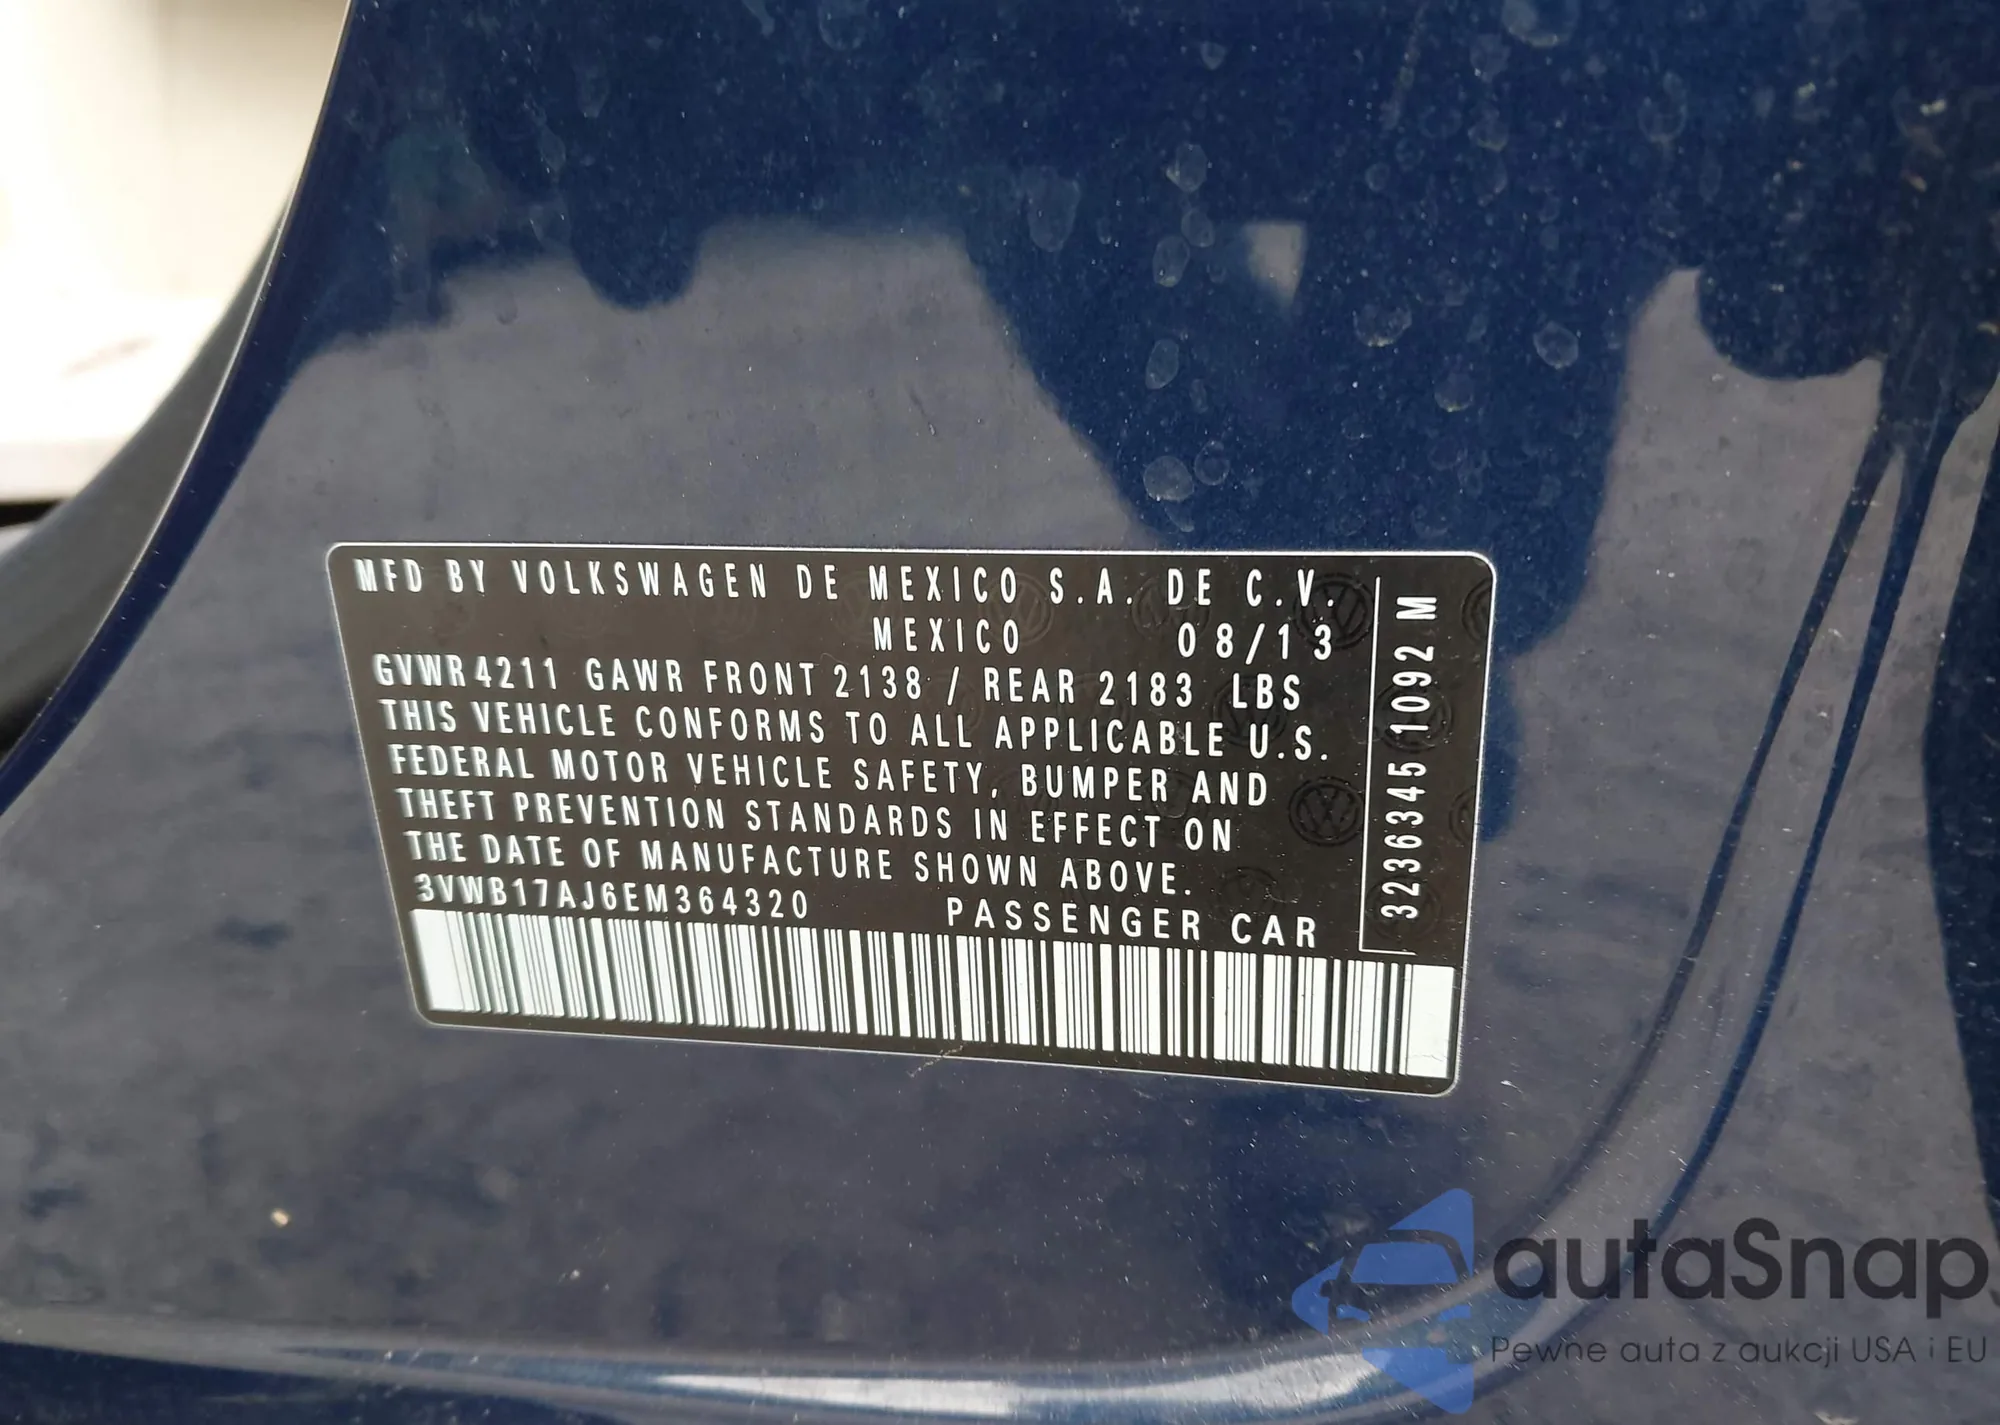 MFD BY VOLKSWAGEN DE MEXICO S.A. DE C.V.
MEXICO 08/13
GVWR 4211 GAWR FRONT 2138 / REAR 2183 LBS
THIS VEHICLE CONFORMS TO ALL APPLICABLE U.S.
FEDERAL MOTOR VEHICLE SAFETY, BUMPER AND
THEFT PREVENTION STANDARDS IN EFFECT ON
THE DATE OF MANUFACTURE SHOWN ABOVE.
3VWB17AJ6EM364320 PASSENGER CAR
3236345 1092 M
autaSnap
Pewne auta z aukcji USA i EU